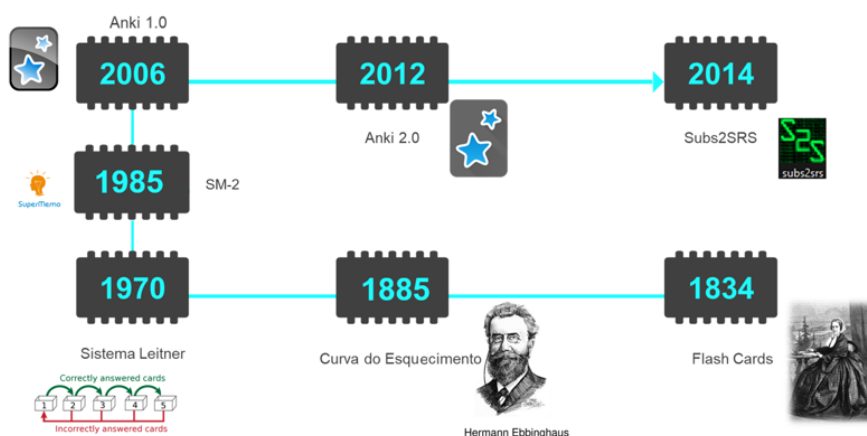 Anki 1.0
2006
2012
2014
Anki 2.0
Subs2SRS
S2S
subs2srs
1985
SM-2
SuperMemo
1970
1885
1834
Sistema Leitner
Curva do Esquecimento
Flash Cards
Correctly answered cards
1 2 3 4 5
Incorrectly answered cards
Hermann Ebbinghaus